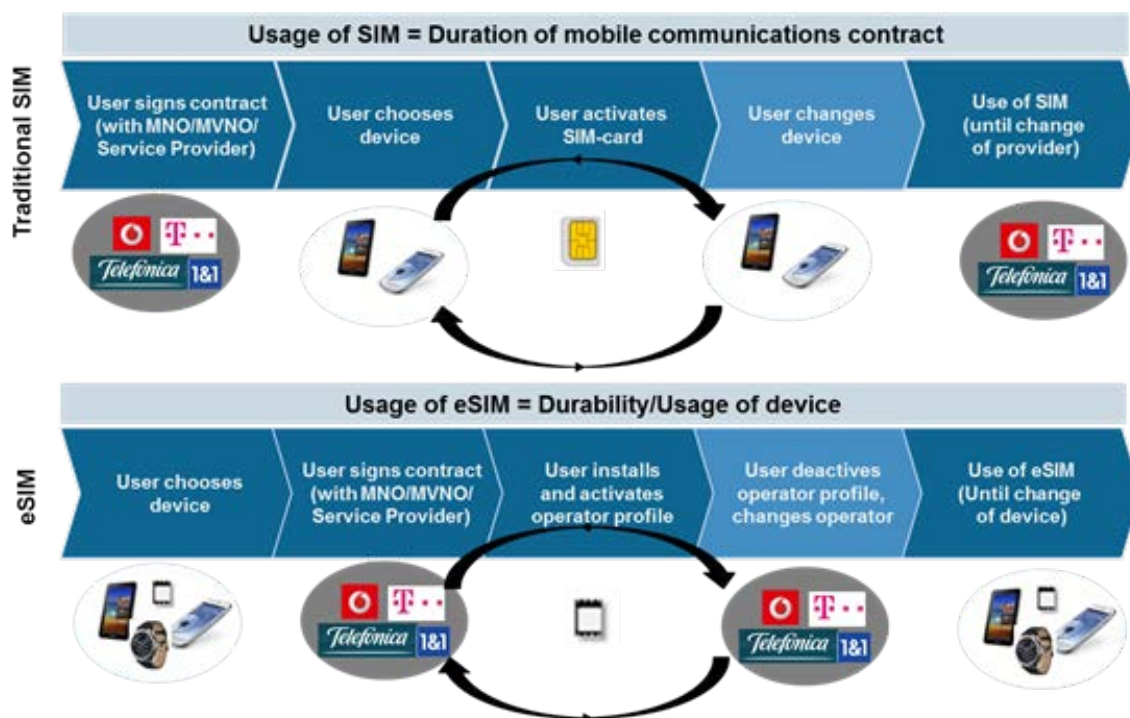 Usage of SIM = Duration of mobile communications contract
Traditional SIM
User signs contract
(with MNO/MVNO/
Service Provider)
User chooses
device
User activates
SIM-card
User changes
device
Use of SIM
(until change
of provider)
T
Telefónica 1&1
T
Telefónica 1&1
Usage of eSIM = Durability/Usage of device
eSIM
User chooses
device
User signs contract
(with MNO/MVNO/
Service Provider)
User installs
and activates
operator profile
User deactives
operator profile,
changes operator
Use of eSIM
(Until change
of device)
T
Telefónica 1&1
T
Telefónica 1&1